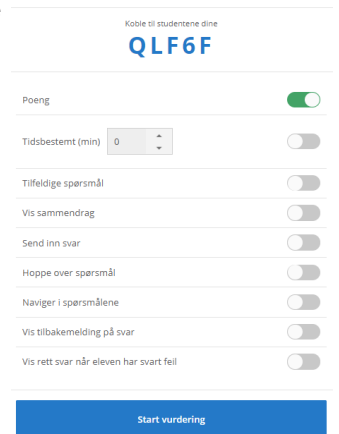 Koble til studentene dine
QLF6F
Poeng
Tidsbestemt (min) 0
Tilfeldige spørsmål
Vis sammendrag
Send inn svar
Hoppe over spørsmål
Naviger i spørsmålene
Vis tilbakemelding på svar
Vis rett svar når eleven har svart feil
Start vurdering